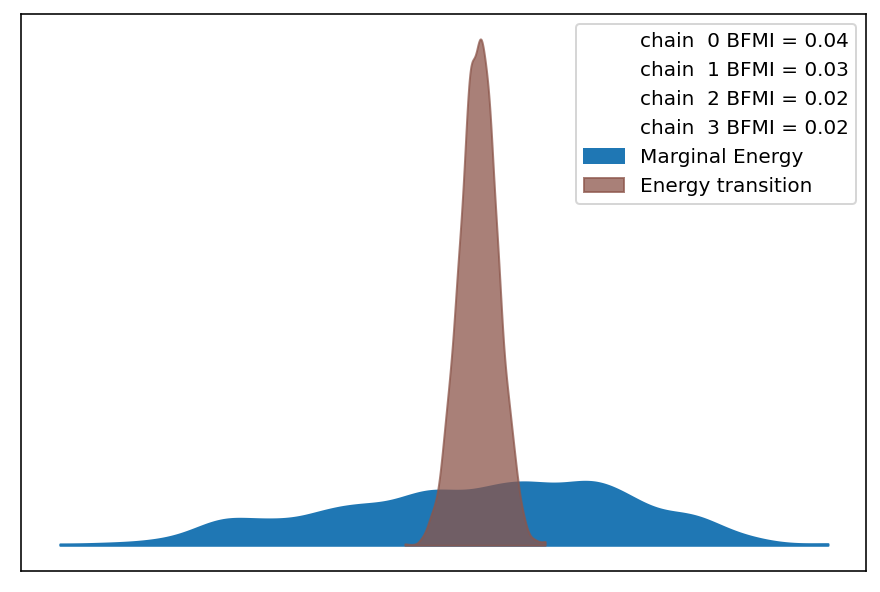 chain  0 BFMI = 0.04
chain  1 BFMI = 0.03
chain  2 BFMI = 0.02
chain  3 BFMI = 0.02
Marginal Energy
Energy transition